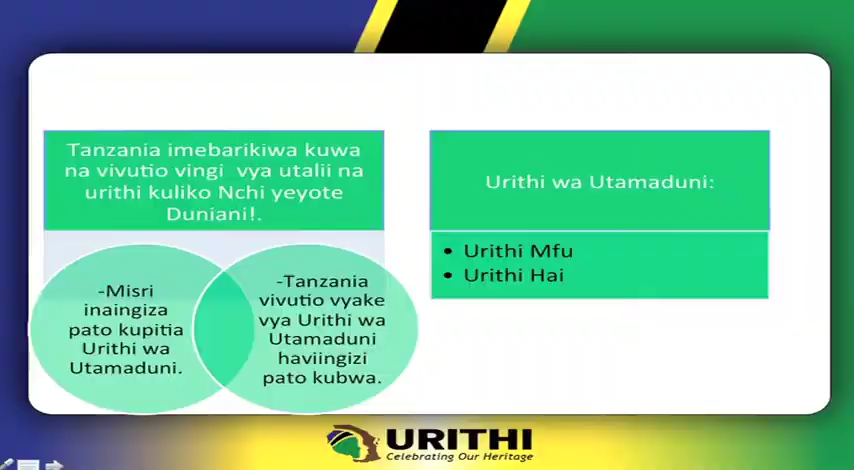 Tanzania imebarikiwa kuwa
na vivutio vingi vya utalii na
urithi kuliko Nchi yeyote
Duniani!.
-Misri
inaingiza
pato kupitia
Urithi wa
Utamaduni.
-Tanzania
vivutio vyake
vya Urithi wa
Utamaduni
haviingizi
pato kubwa.
Urithi wa Utamaduni:
• Urithi Mfu
• Urithi Hai
URITHI
Celebrating Our Heritage